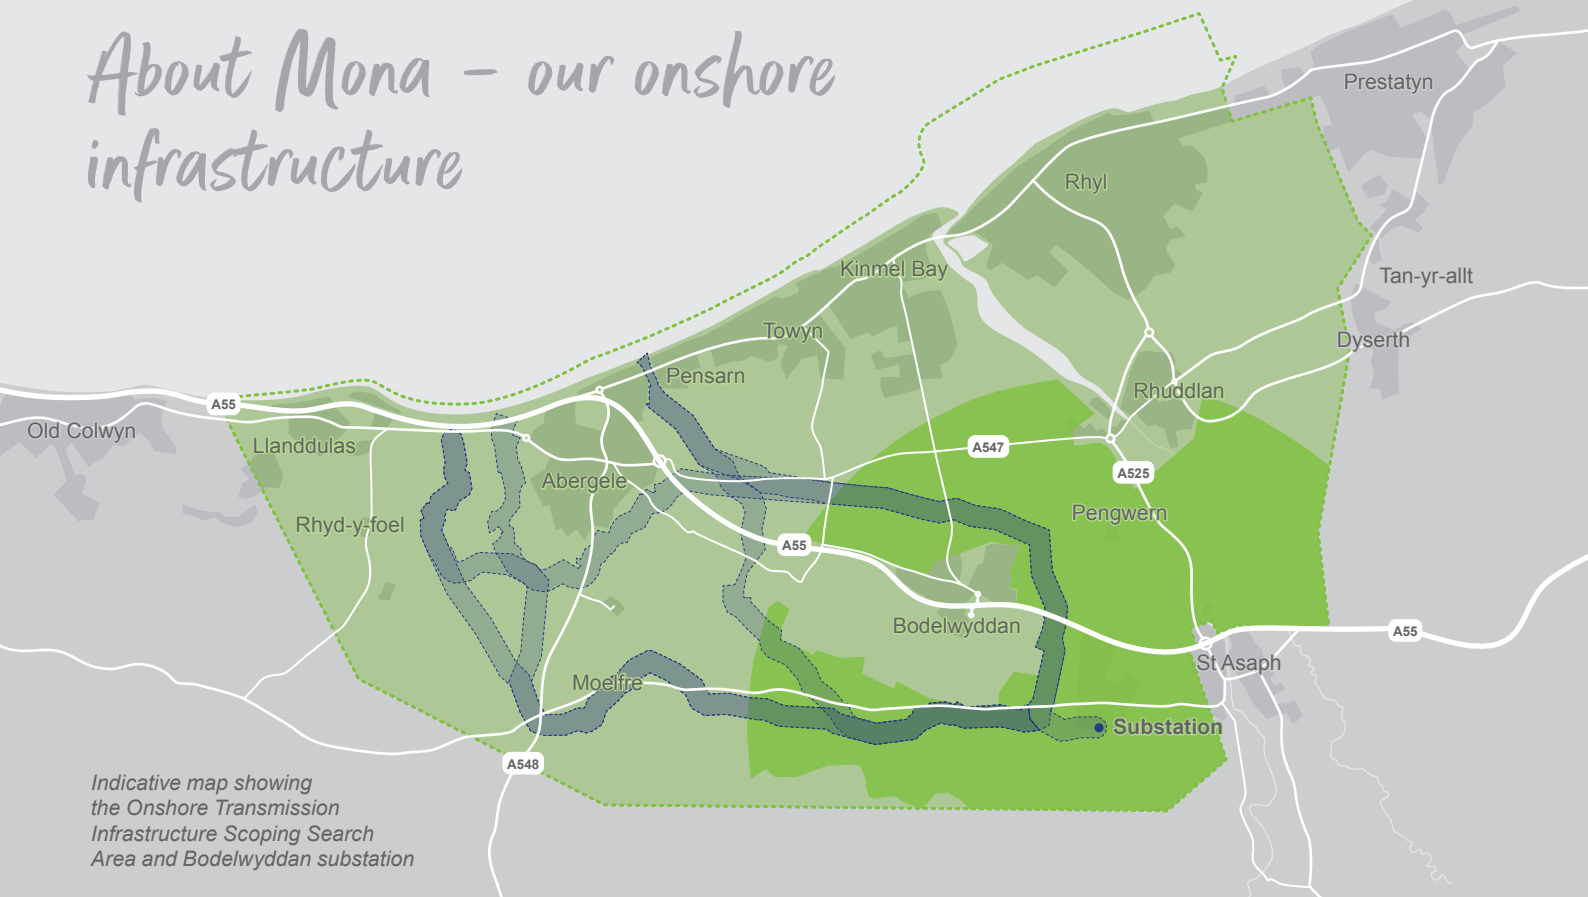 About Mona – our onshore
infrastructure
Prestatyn
Rhyl
Kinmel Bay
Tan-yr-allt
Towyn
Dyserth
Pensarn
Rhuddlan
A55
Old Colwyn
Llanddulas
A547
A525
Abergele
Rhyd-y-foel
Pengwern
A55
Bodelwyddan
A55
St Asaph
Moelfre
Substation
A548
Indicative map showing
the Onshore Transmission
Infrastructure Scoping Search
Area and Bodelwyddan substation